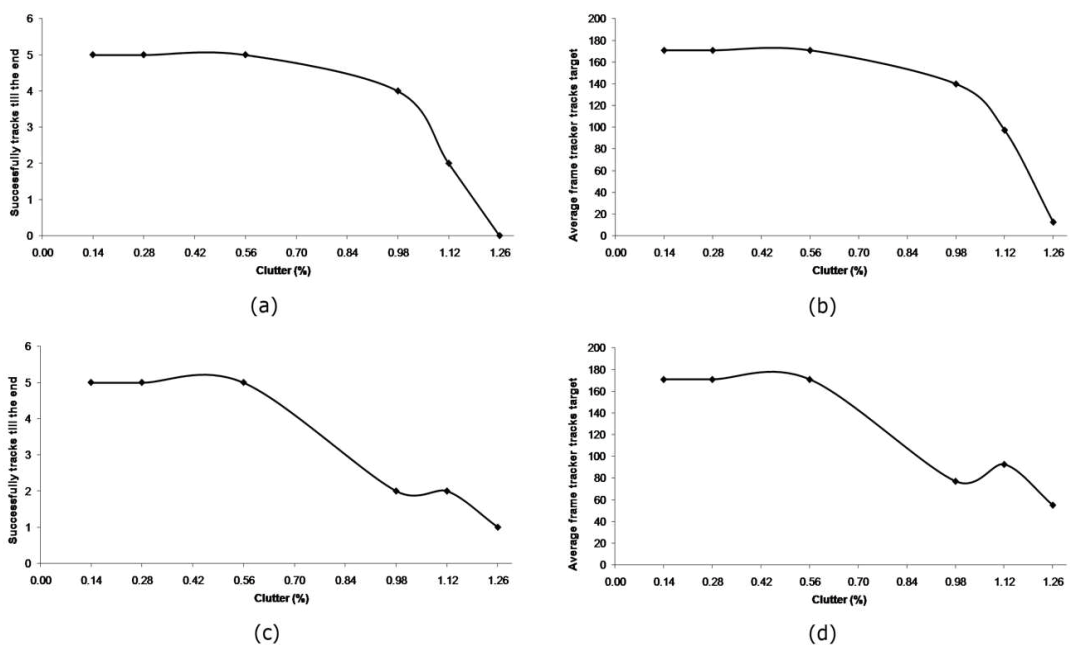 6
5
4
3
2
1
0
Successfully tracks till the end
0.00 0.14 0.28 0.42 0.56 0.70 0.84 0.98 1.12 1.26
Clutter (%)
(a)
200
180
160
140
120
100
80
60
40
20
0
Average frame tracker tracks target
0.00 0.14 0.28 0.42 0.56 0.70 0.84 0.98 1.12 1.26
Clutter (%)
(b)
6
5
4
3
2
1
0
Successfully tracks till the end
0.00 0.14 0.28 0.42 0.56 0.70 0.84 0.98 1.12 1.26
Clutter (%)
(c)
200
180
160
140
120
100
80
60
40
20
0
Average frame tracker tracks target
0.00 0.14 0.28 0.42 0.56 0.70 0.84 0.98 1.12 1.26
Clutter (%)
(d)